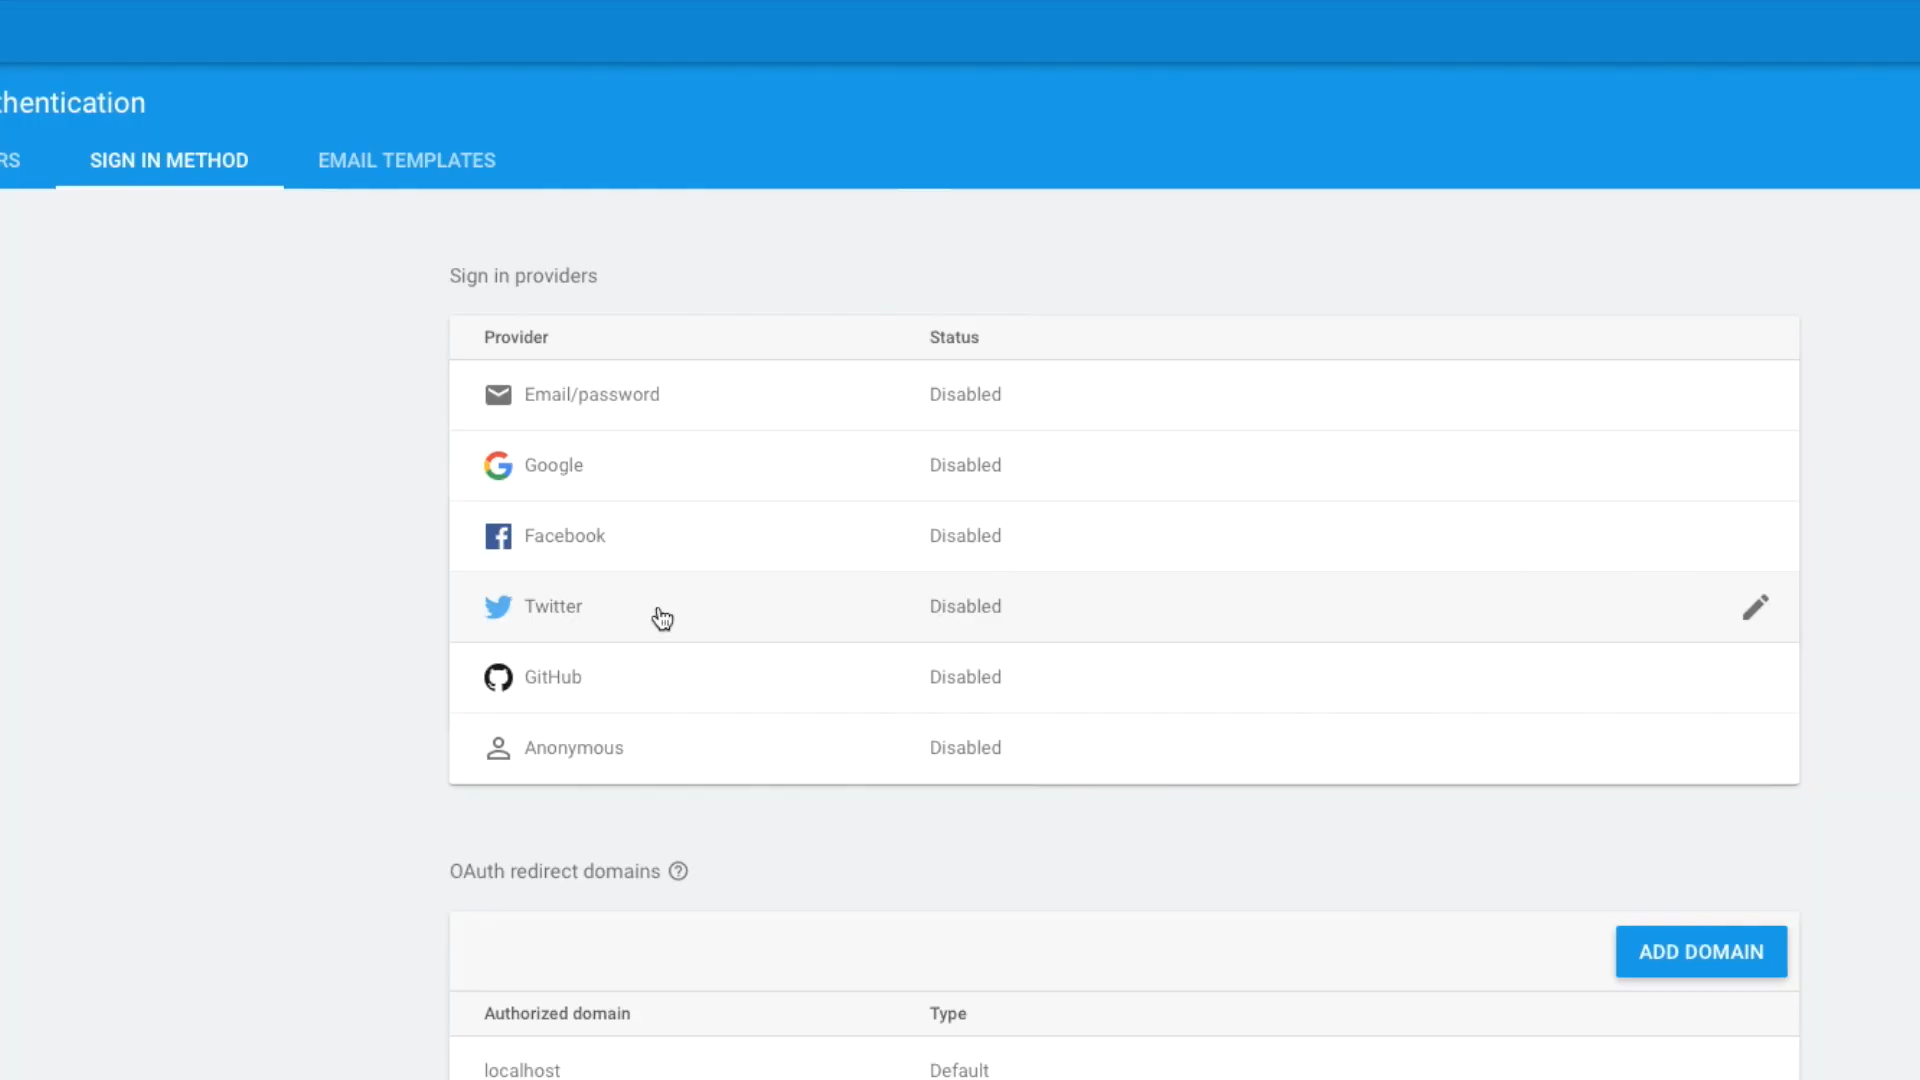 thentication
RS SIGN IN METHOD EMAIL TEMPLATES
Sign in providers
Provider Status
Email/password Disabled
Google Disabled
Facebook Disabled
Twitter Disabled
GitHub Disabled
Anonymous Disabled
OAuth redirect domains
ADD DOMAIN
Authorized domain Type
localhost Default